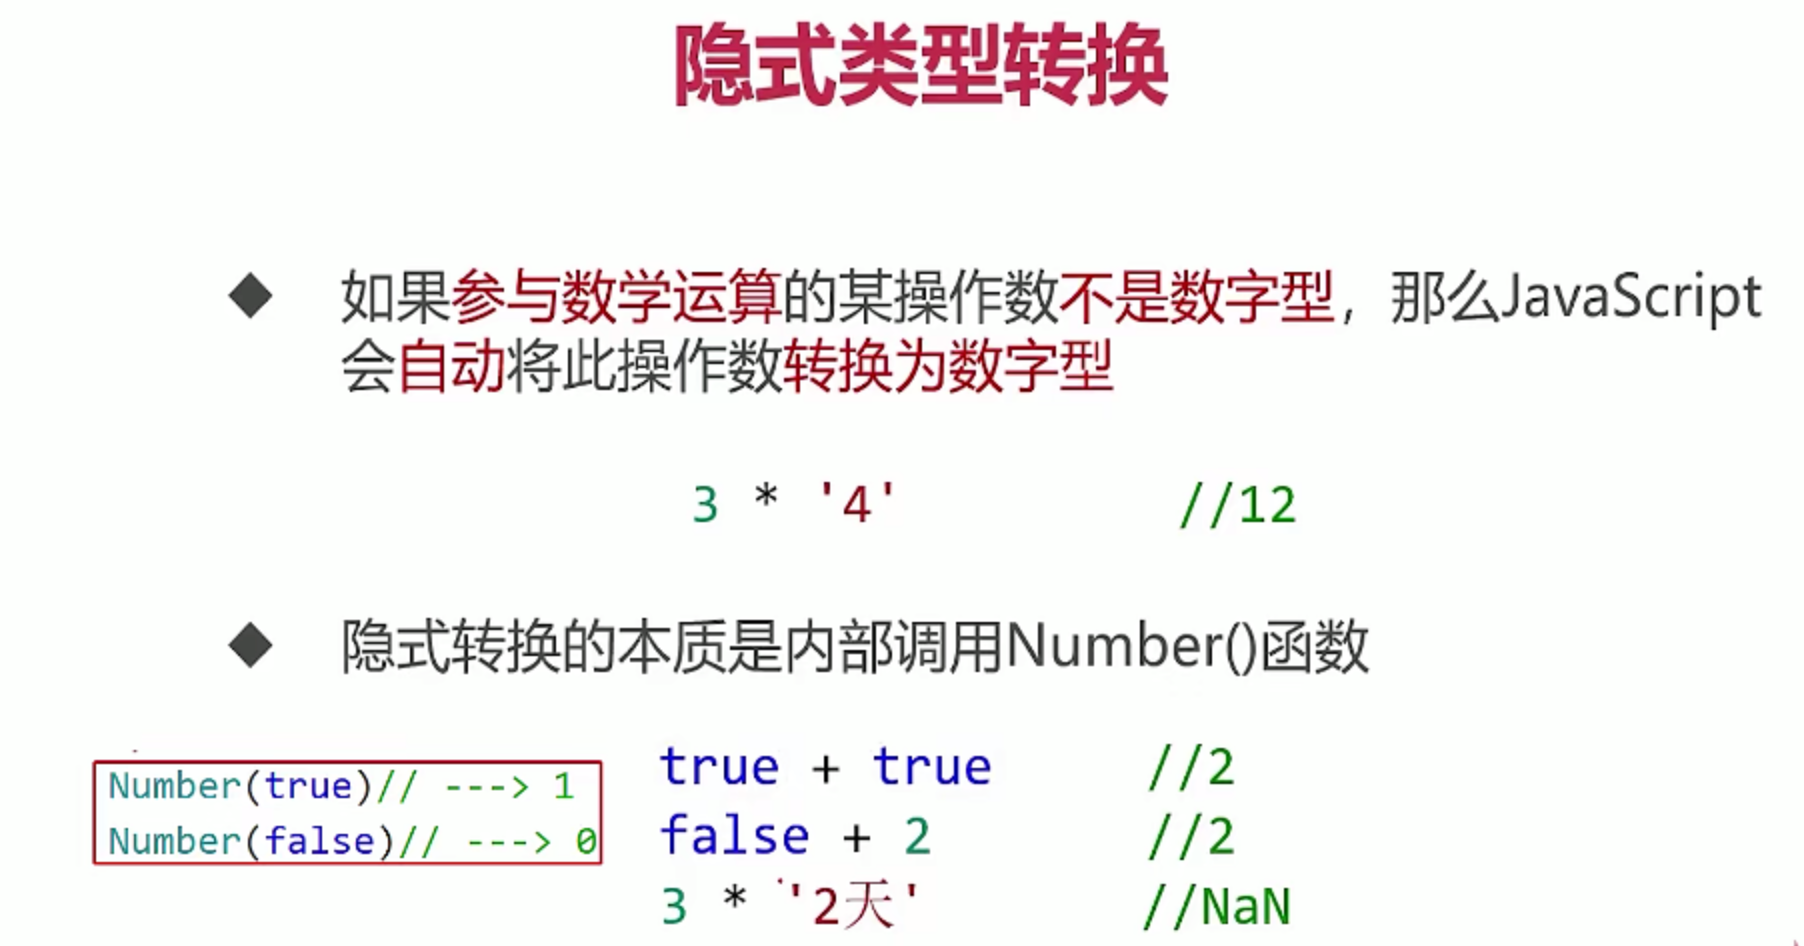 隐式类型转换
◆ 如果参与数学运算的某操作数不是数字型，那么JavaScript
会自动将此操作数转换为数字型
3 * '4' //12
◆ 隐式转换的本质是内部调用Number()函数
Number(true)// ---> 1
Number(false)// ---> 0
true + true //2
false + 2 //2
3 * '2天' //NaN